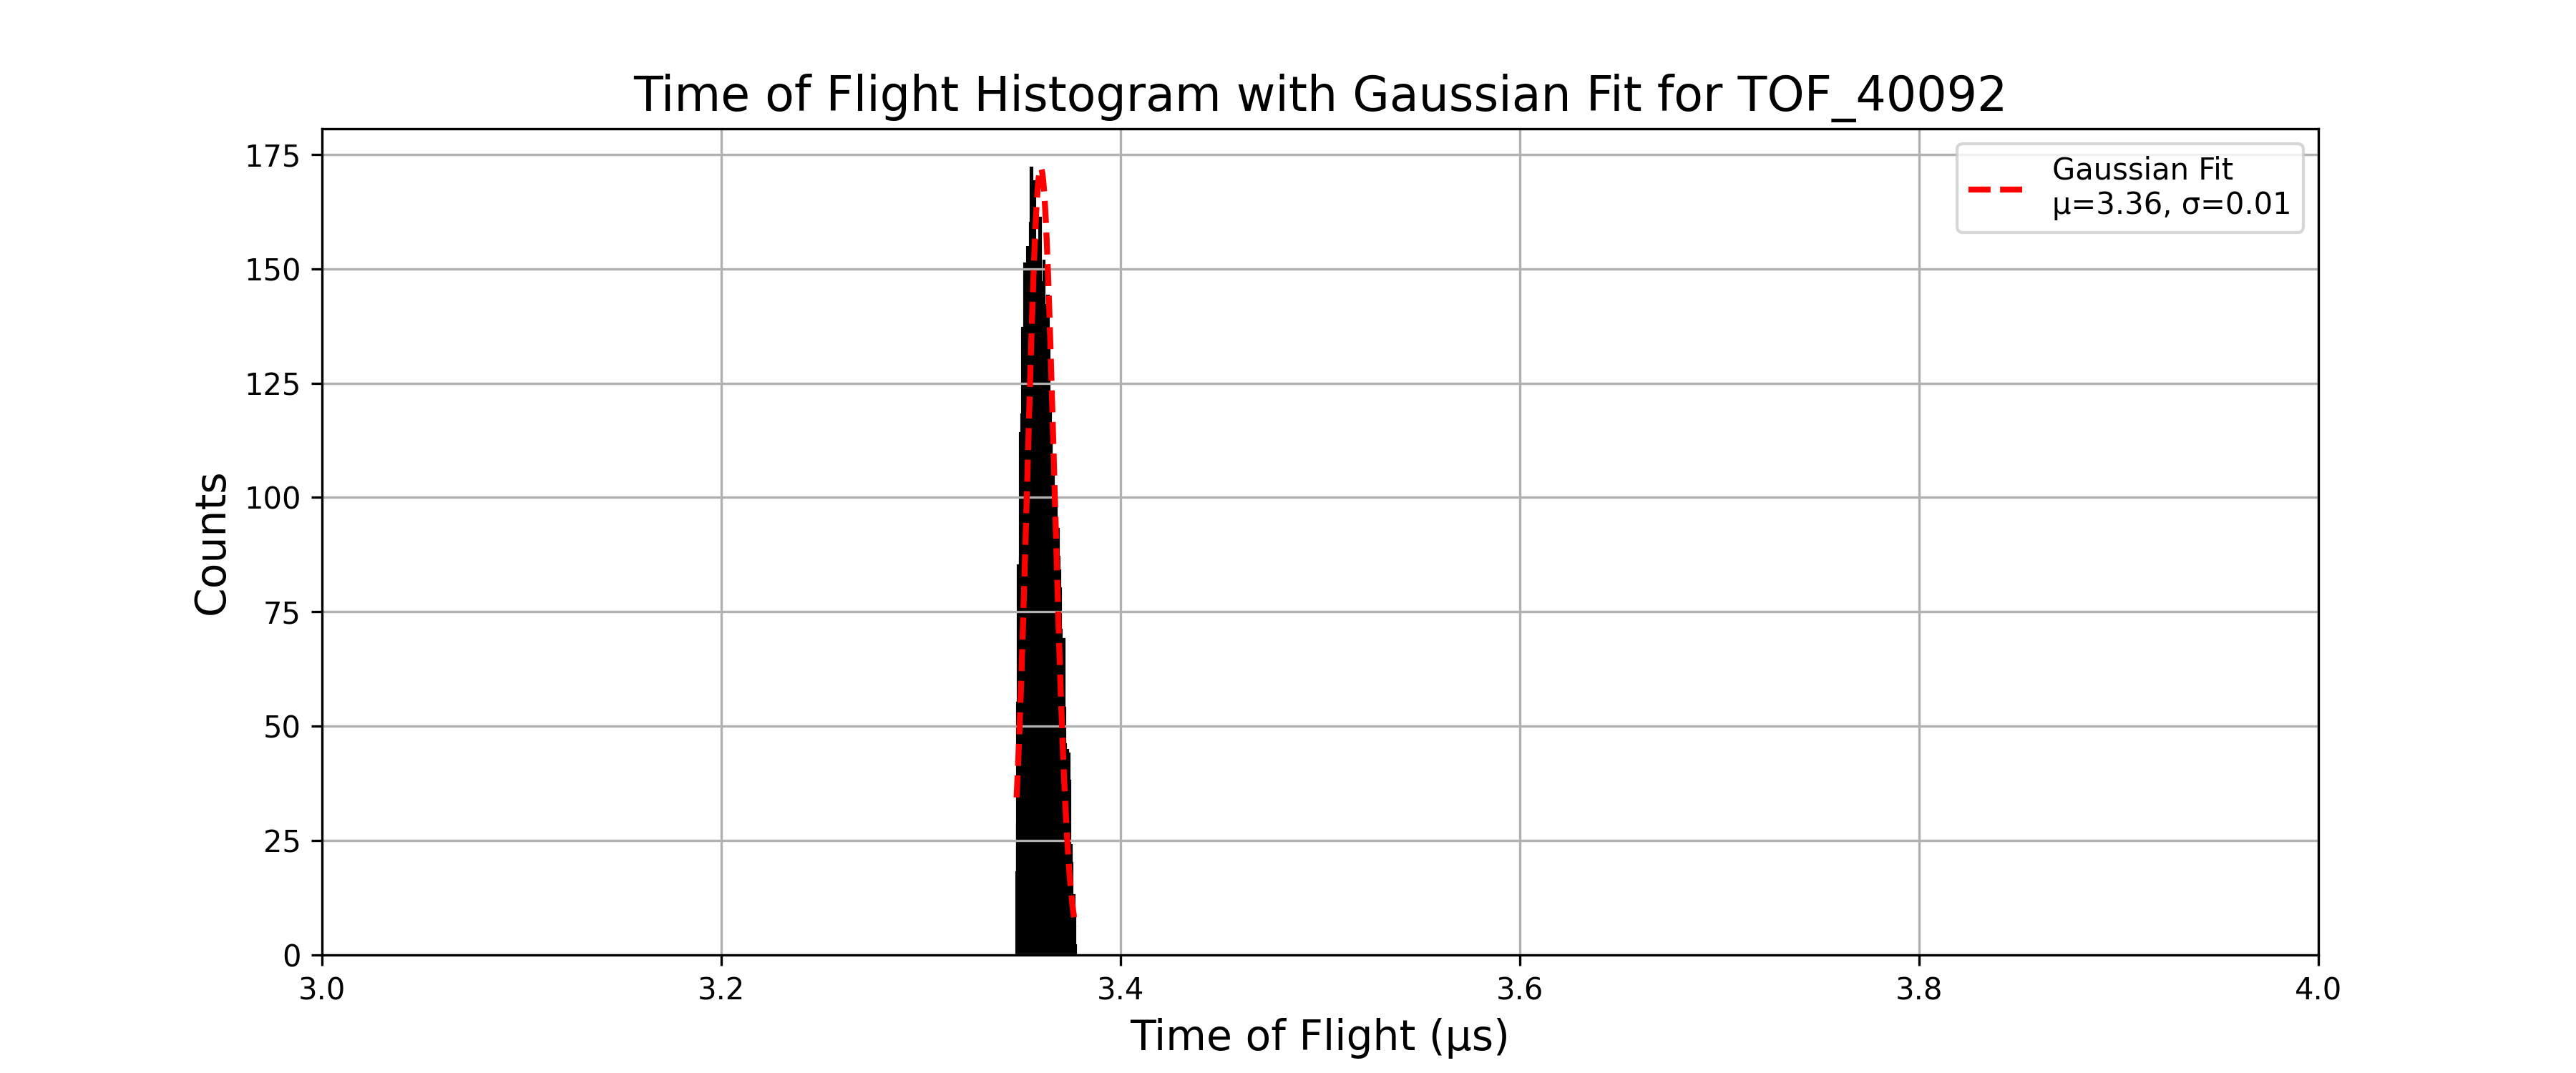 Time of Flight Histogram with Gaussian Fit for TOF_40092
Gaussian Fit
μ=3.36, σ=0.01
Counts
175
150
125
100
75
50
25
0
3.0 3.2 3.4 3.6 3.8 4.0
Time of Flight (μs)